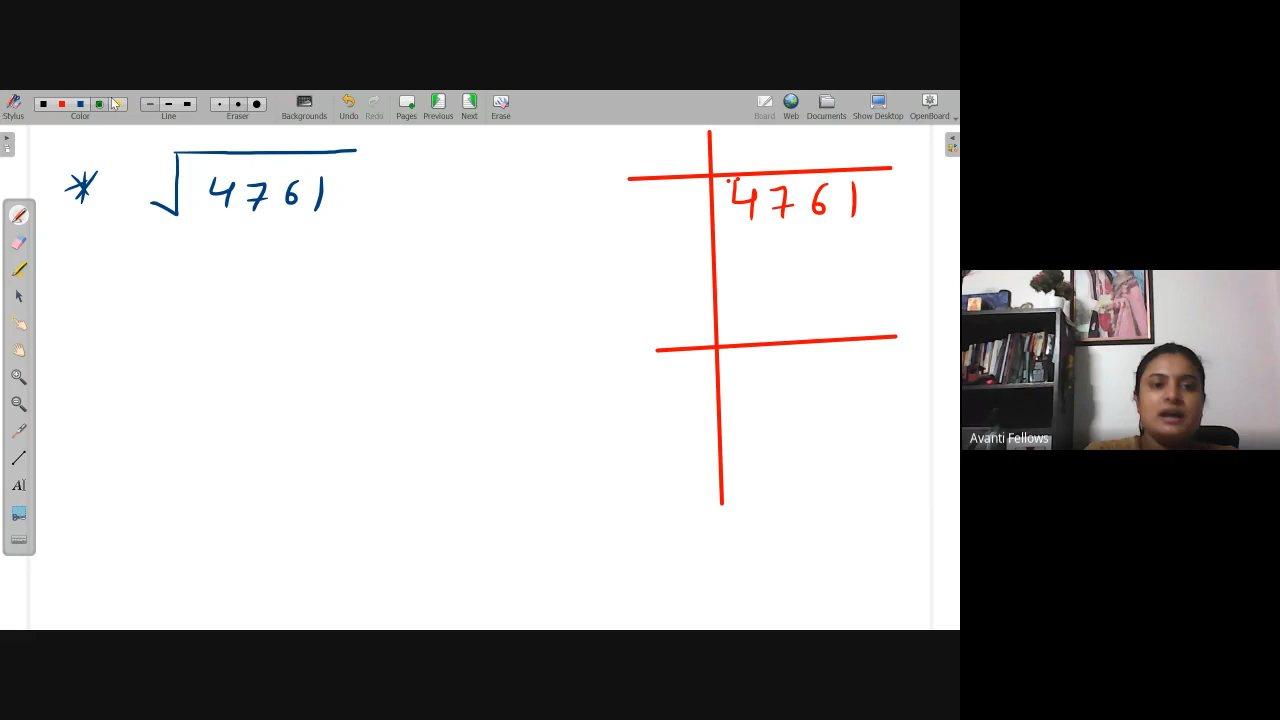 Stylus
Color
Line
Eraser
Backgrounds
Undo
Redo
Pages
Previous
Next
Erase
Board
Web
Documents
Show Desktop
OpenBoard
* √4761
4761
Avanti Fellows